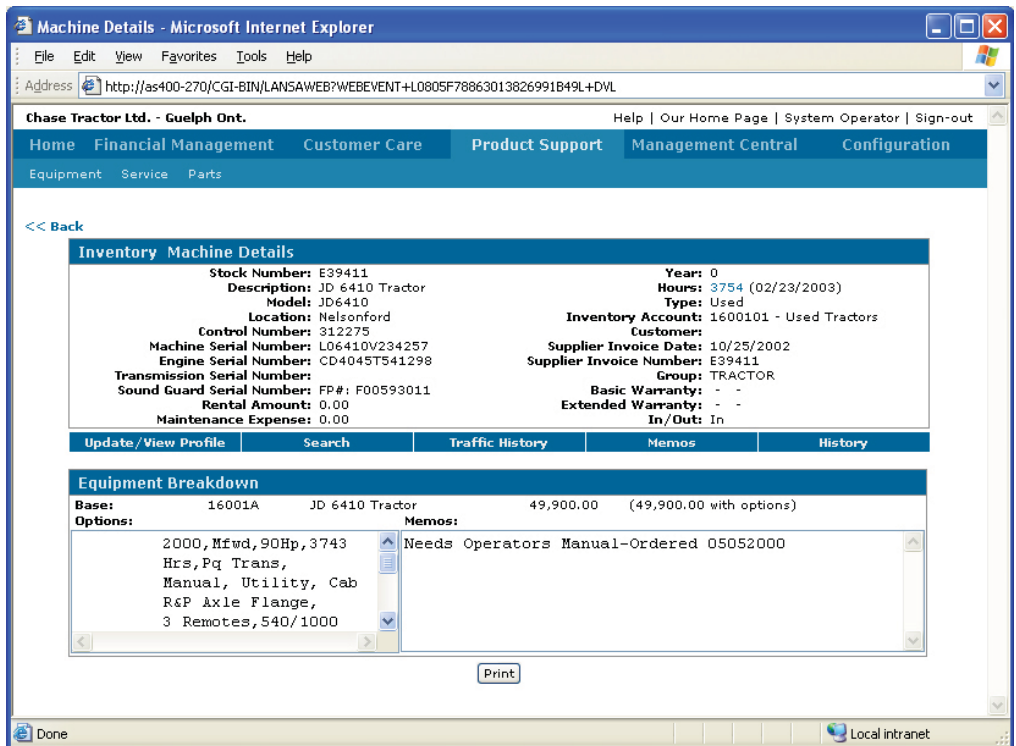 Machine Details - Microsoft Internet Explorer
File Edit View Favorites Tools Help
Address http://as400-270/CGI-BIN/LANSAWEB?WEBEVENT+L0805F78863013826991B49L+DVL
Chase Tractor Ltd. - Guelph Ont. Help | Our Home Page | System Operator | Sign-out
Home Financial Management Customer Care Product Support Management Central Configuration
Equipment Service Parts
<< Back
Inventory Machine Details
Stock Number: E39411 Year: 0
Description: JD 6410 Tractor Hours: 3754 (02/23/2003)
Model: JD6410 Type: Used
Location: Nelsonford Inventory Account: 1600101 - Used Tractors
Control Number: 312275 Customer:
Machine Serial Number: L06410V234257 Supplier Invoice Date: 10/25/2002
Engine Serial Number: CD4045T541298 Supplier Invoice Number: E39411
Transmission Serial Number: Group: TRACTOR
Sound Guard Serial Number: FP#: F00593011 Basic Warranty: - -
Rental Amount: 0.00 Extended Warranty: - -
Maintenance Expense: 0.00 In/Out: In
Update/View Profile Search Traffic History Memos History
Equipment Breakdown
Base: 16001A JD 6410 Tractor 49,900.00 (49,900.00 with options)
Options: Memos:
2000,Mfwd,90Hp,3743 Needs Operators Manual-Ordered 05052000
Hrs,Pq Trans,
Manual, Utility, Cab
R&P Axle Flange,
3 Remotes,540/1000
Print
Done Local intranet